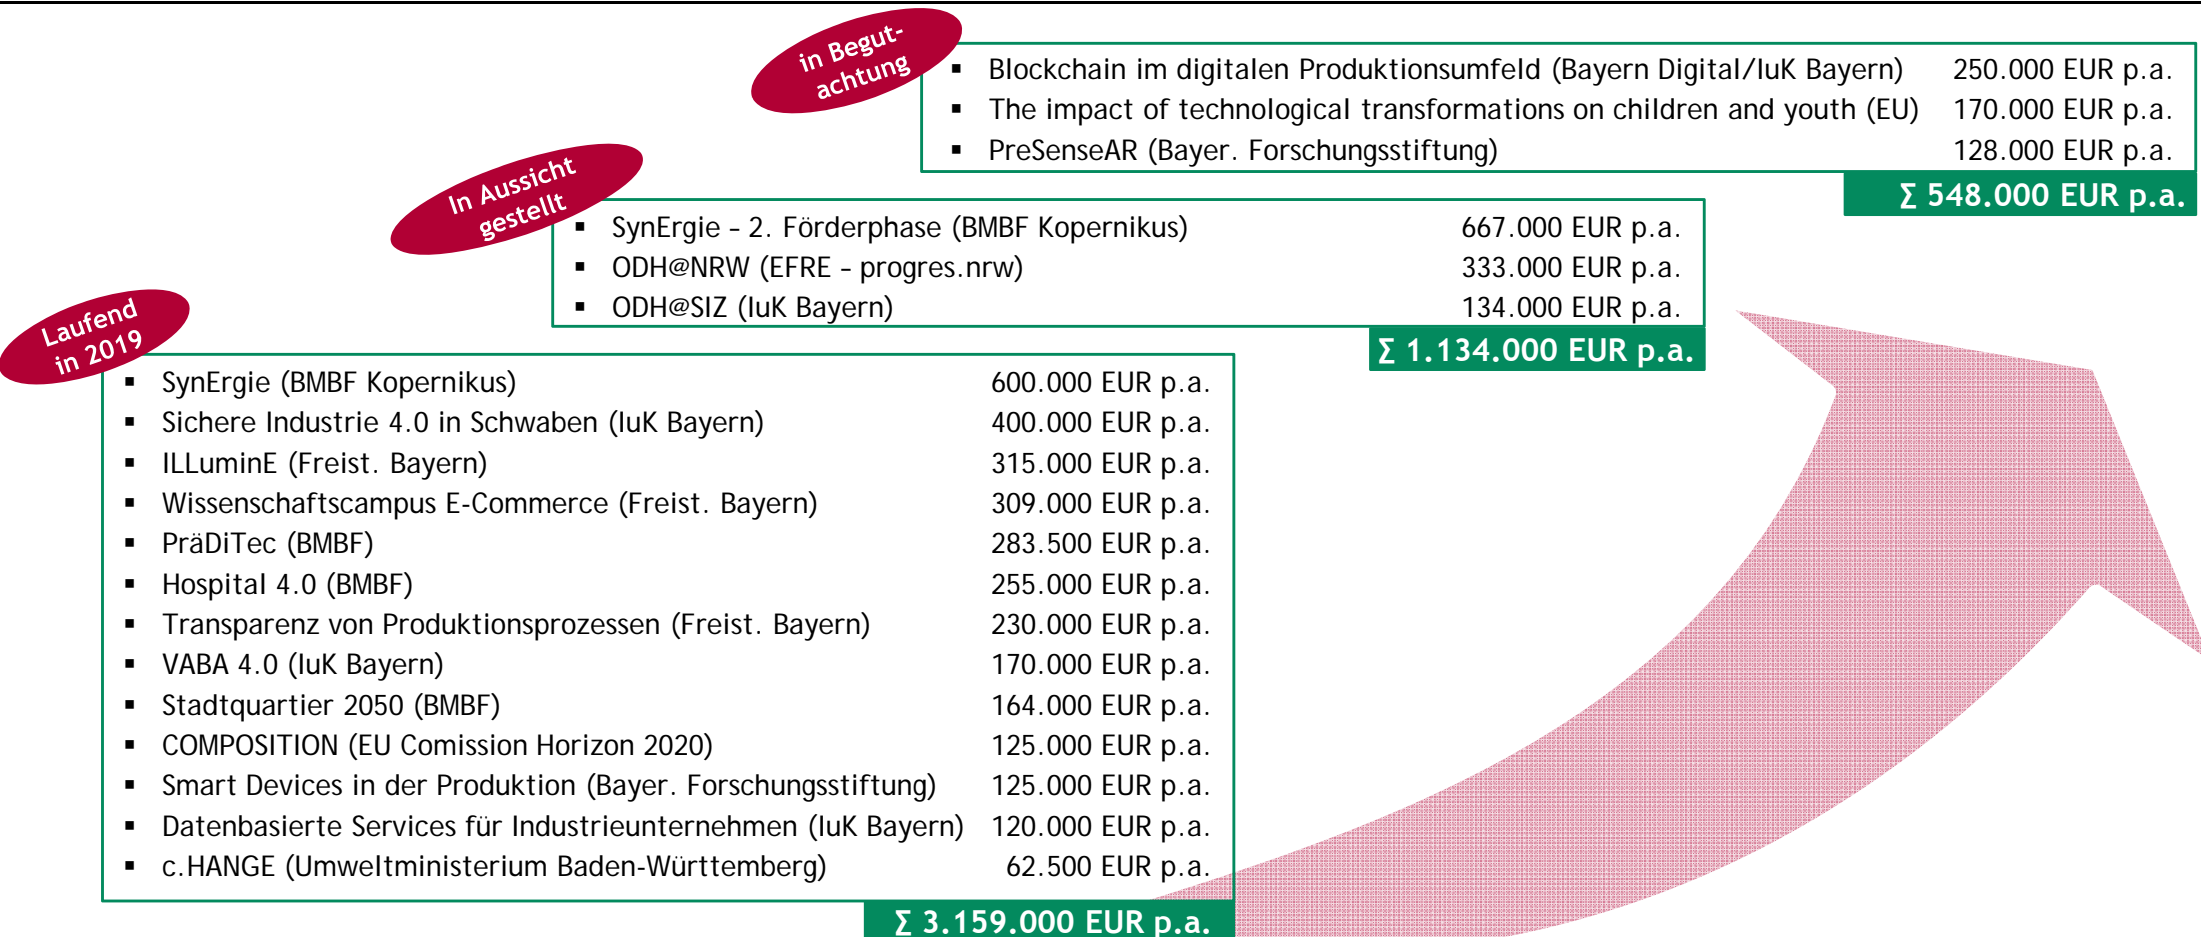 in Begut-
achtung
▪ Blockchain im digitalen Produktionsumfeld (Bayern Digital/IuK Bayern) 250.000 EUR p.a.
▪ The impact of technological transformations on children and youth (EU) 170.000 EUR p.a.
▪ PreSenseAR (Bayer. Forschungsstiftung) 128.000 EUR p.a.
Σ 548.000 EUR p.a.
In Aussicht
gestellt
▪ SynErgie – 2. Förderphase (BMBF Kopernikus) 667.000 EUR p.a.
▪ ODH@NRW (EFRE – progres.nrw) 333.000 EUR p.a.
▪ ODH@SIZ (IuK Bayern) 134.000 EUR p.a.
Σ 1.134.000 EUR p.a.
Laufend
in 2019
▪ SynErgie (BMBF Kopernikus) 600.000 EUR p.a.
▪ Sichere Industrie 4.0 in Schwaben (IuK Bayern) 400.000 EUR p.a.
▪ ILLuminE (Freist. Bayern) 315.000 EUR p.a.
▪ Wissenschaftscampus E-Commerce (Freist. Bayern) 309.000 EUR p.a.
▪ PräDiTec (BMBF) 283.500 EUR p.a.
▪ Hospital 4.0 (BMBF) 255.000 EUR p.a.
▪ Transparenz von Produktionsprozessen (Freist. Bayern) 230.000 EUR p.a.
▪ VABA 4.0 (IuK Bayern) 170.000 EUR p.a.
▪ Stadtquartier 2050 (BMBF) 164.000 EUR p.a.
▪ COMPOSITION (EU Comission Horizon 2020) 125.000 EUR p.a.
▪ Smart Devices in der Produktion (Bayer. Forschungsstiftung) 125.000 EUR p.a.
▪ Datenbasierte Services für Industrieunternehmen (IuK Bayern) 120.000 EUR p.a.
▪ c.HANGE (Umweltministerium Baden-Württemberg) 62.500 EUR p.a.
Σ 3.159.000 EUR p.a.